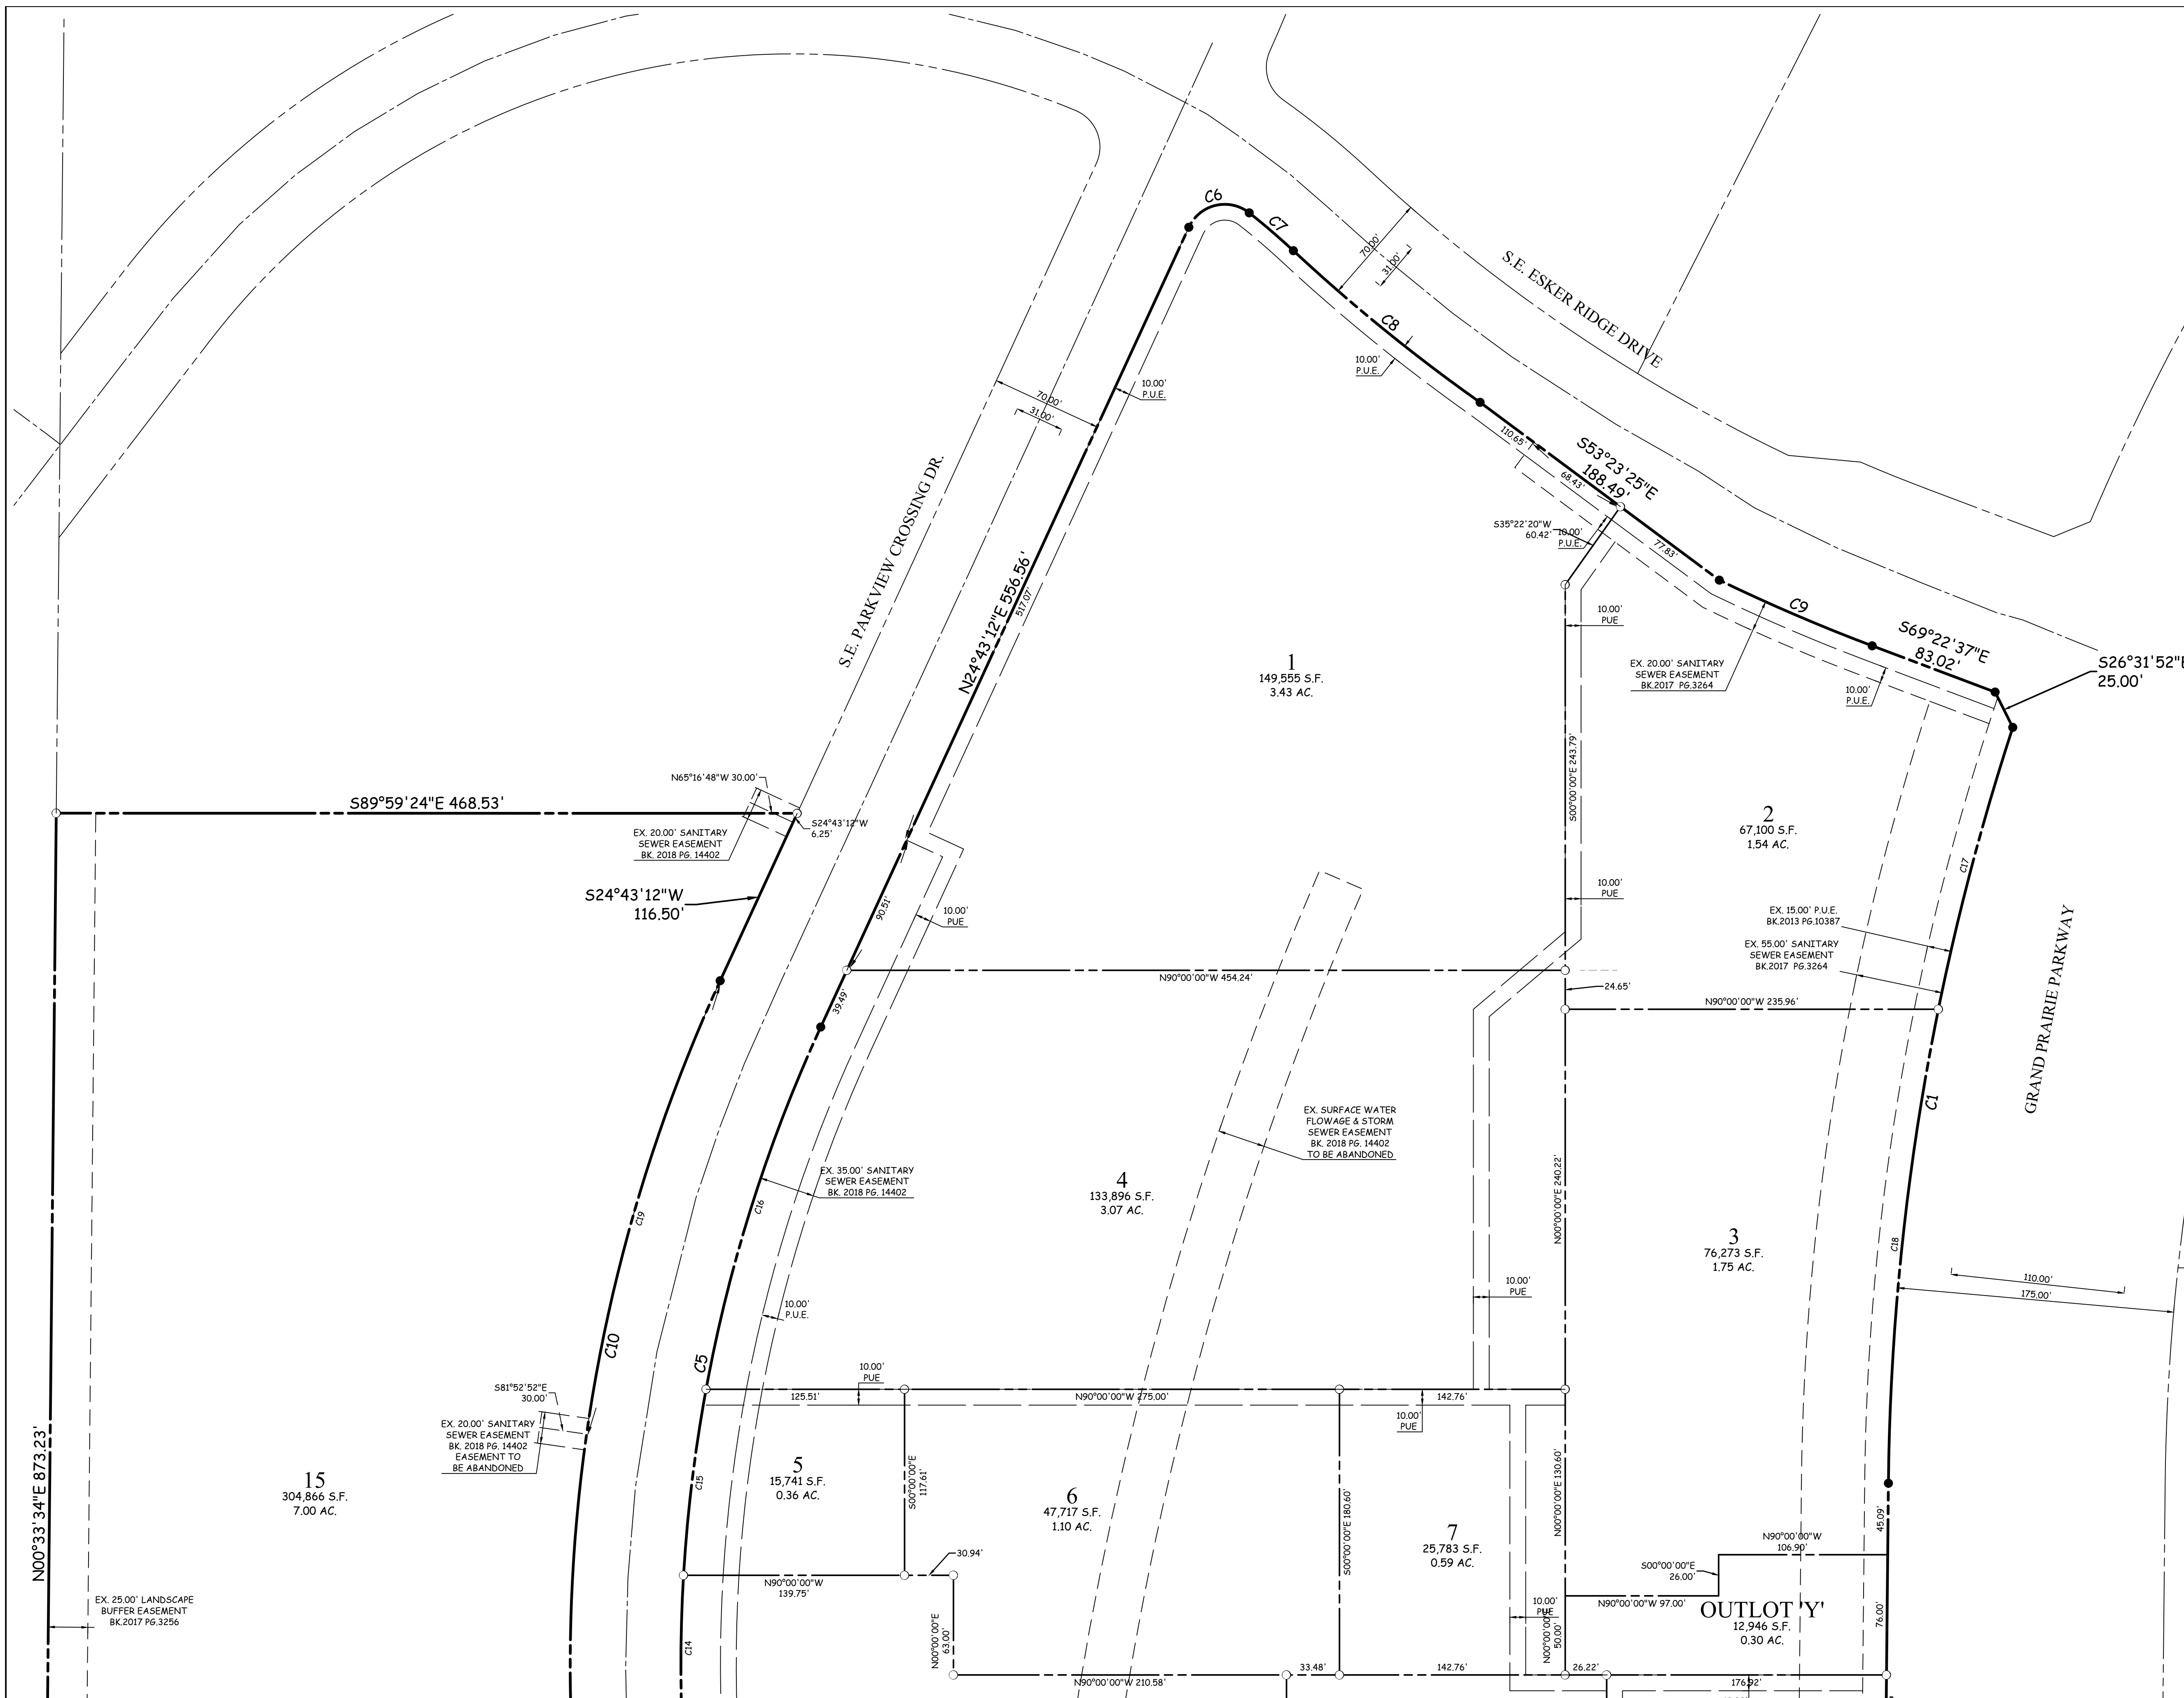 C6
C7
70.00'
31.00'
C8
S.E. ESKER RIDGE DRIVE
10.00'
P.U.E.
10.00'
P.U.E.
70.00'
31.00'
110.65'
S53°23'25"E
188.49'
68.43'
S35°22'20"W
60.42'
10.00'
P.U.E.
77.83'
S.E. PARKVIEW CROSSING DR.
N24°43'12"E 556.56'
517.07'
10.00'
PUE
C9
S69°22'37"E
83.02'
S26°31'52"E
25.00'
1
149,555 S.F.
3.43 AC.
EX. 20.00' SANITARY
SEWER EASEMENT
BK.2017 PG.3264
10.00'
P.U.E.
S00°00'00"E 243.79'
N65°16'48"W 30.00'
S89°59'24"E 468.53'
S24°43'12"W
6.25'
EX. 20.00' SANITARY
SEWER EASEMENT
BK. 2018 PG. 14402
2
67,100 S.F.
1.54 AC.
C17
S24°43'12"W
116.50'
90.51'
10.00'
PUE
10.00'
PUE
EX. 15.00' P.U.E.
BK.2013 PG.10387
EX. 55.00' SANITARY
SEWER EASEMENT
BK.2017 PG.3264
GRAND PRAIRIE PARKWAY
N90°00'00"W 454.24'
24.65'
39.49'
N90°00'00"W 235.96'
C1
EX. SURFACE WATER
FLOWAGE & STORM
SEWER EASEMENT
BK. 2018 PG. 14402
TO BE ABANDONED
EX. 35.00' SANITARY
SEWER EASEMENT
BK. 2018 PG. 14402
4
133,896 S.F.
3.07 AC.
N00°00'00"E 240.22'
C16
C19
3
76,273 S.F.
1.75 AC.
C18
110.00'
175.00'
10.00'
PUE
10.00'
P.U.E.
C10
C5
10.00'
PUE
125.51'
N90°00'00"W 275.00'
142.76'
10.00'
PUE
S81°52'52"E
30.00'
EX. 20.00' SANITARY
SEWER EASEMENT
BK. 2018 PG. 14402
EASEMENT TO
BE ABANDONED
N00°33'34"E 873.23'
15
304,866 S.F.
7.00 AC.
C15
5
15,741 S.F.
0.36 AC.
S00°00'00"E
117.61'
6
47,717 S.F.
1.10 AC.
S00°00'00"E 180.60'
7
25,783 S.F.
0.59 AC.
N00°00'00"E 130.60'
45.09'
N90°00'00"W
106.90'
S00°00'00"E
26.00'
30.94'
N90°00'00"W
139.75'
EX. 25.00' LANDSCAPE
BUFFER EASEMENT
BK.2017 PG.3256
10.00'
PUE
N90°00'00"W 97.00'
OUTLOT 'Y'
12,946 S.F.
0.30 AC.
76.00'
N00°00'00"E
63.00'
N00°00'00"E
50.00'
C14
33.48'
142.76'
26.22'
N90°00'00"W 210.58'
176.92'